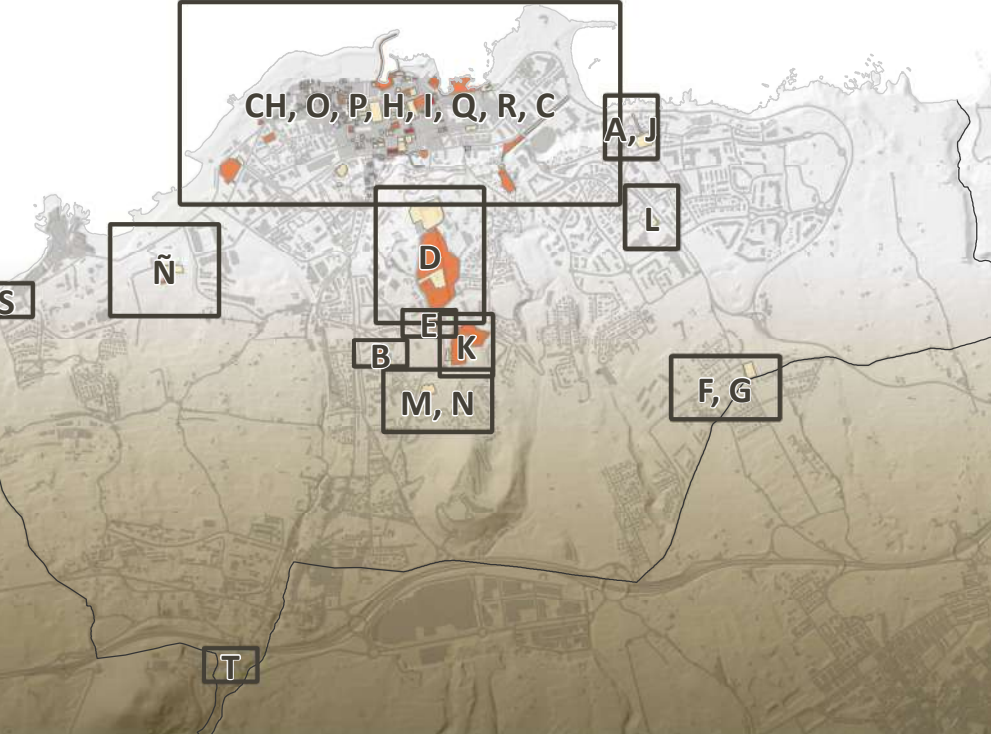 CH, O, P, H, I, Q, R, C
A, J
L
D
Ñ
S
E
K
B
F, G
M, N
T